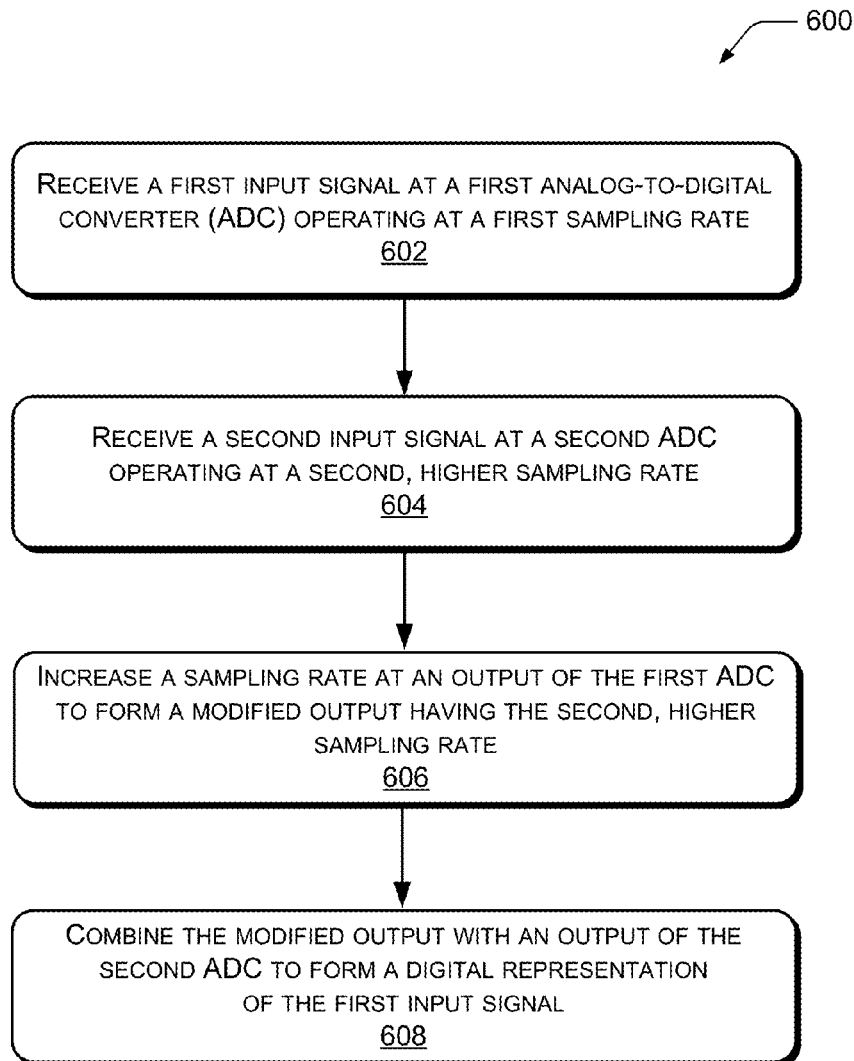 600
RECEIVE A FIRST INPUT SIGNAL AT A FIRST ANALOG-TO-DIGITAL
CONVERTER (ADC) OPERATING AT A FIRST SAMPLING RATE
602
RECEIVE A SECOND INPUT SIGNAL AT A SECOND ADC
OPERATING AT A SECOND, HIGHER SAMPLING RATE
604
INCREASE A SAMPLING RATE AT AN OUTPUT OF THE FIRST ADC
TO FORM A MODIFIED OUTPUT HAVING THE SECOND, HIGHER
SAMPLING RATE
606
COMBINE THE MODIFIED OUTPUT WITH AN OUTPUT OF THE
SECOND ADC TO FORM A DIGITAL REPRESENTATION
OF THE FIRST INPUT SIGNAL
608